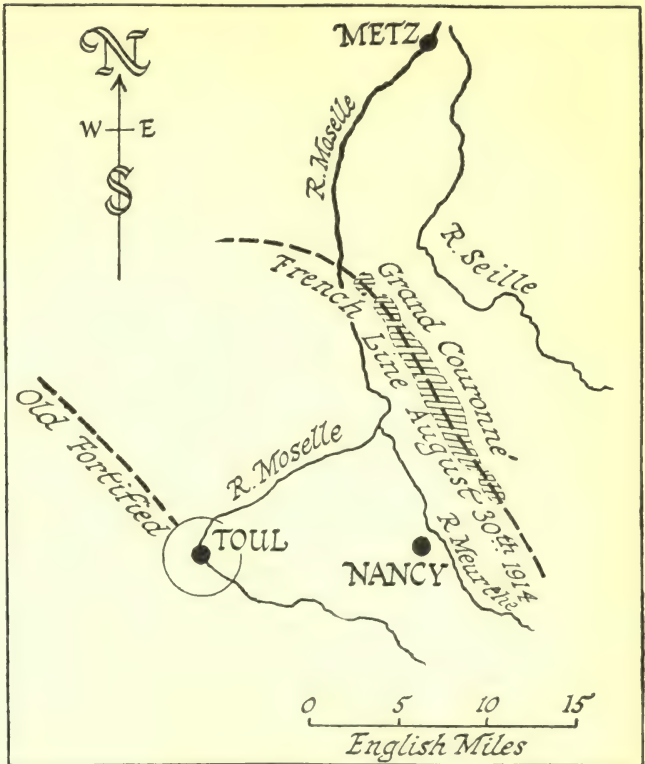 N
METZ
W E
S
R. Moselle
R. Seille
Grand Couronné
French Line August 30th 1914
Old Fortified
R. Moselle
TOUL
NANCY
R. Meurthe
0 5 10 15
English Miles